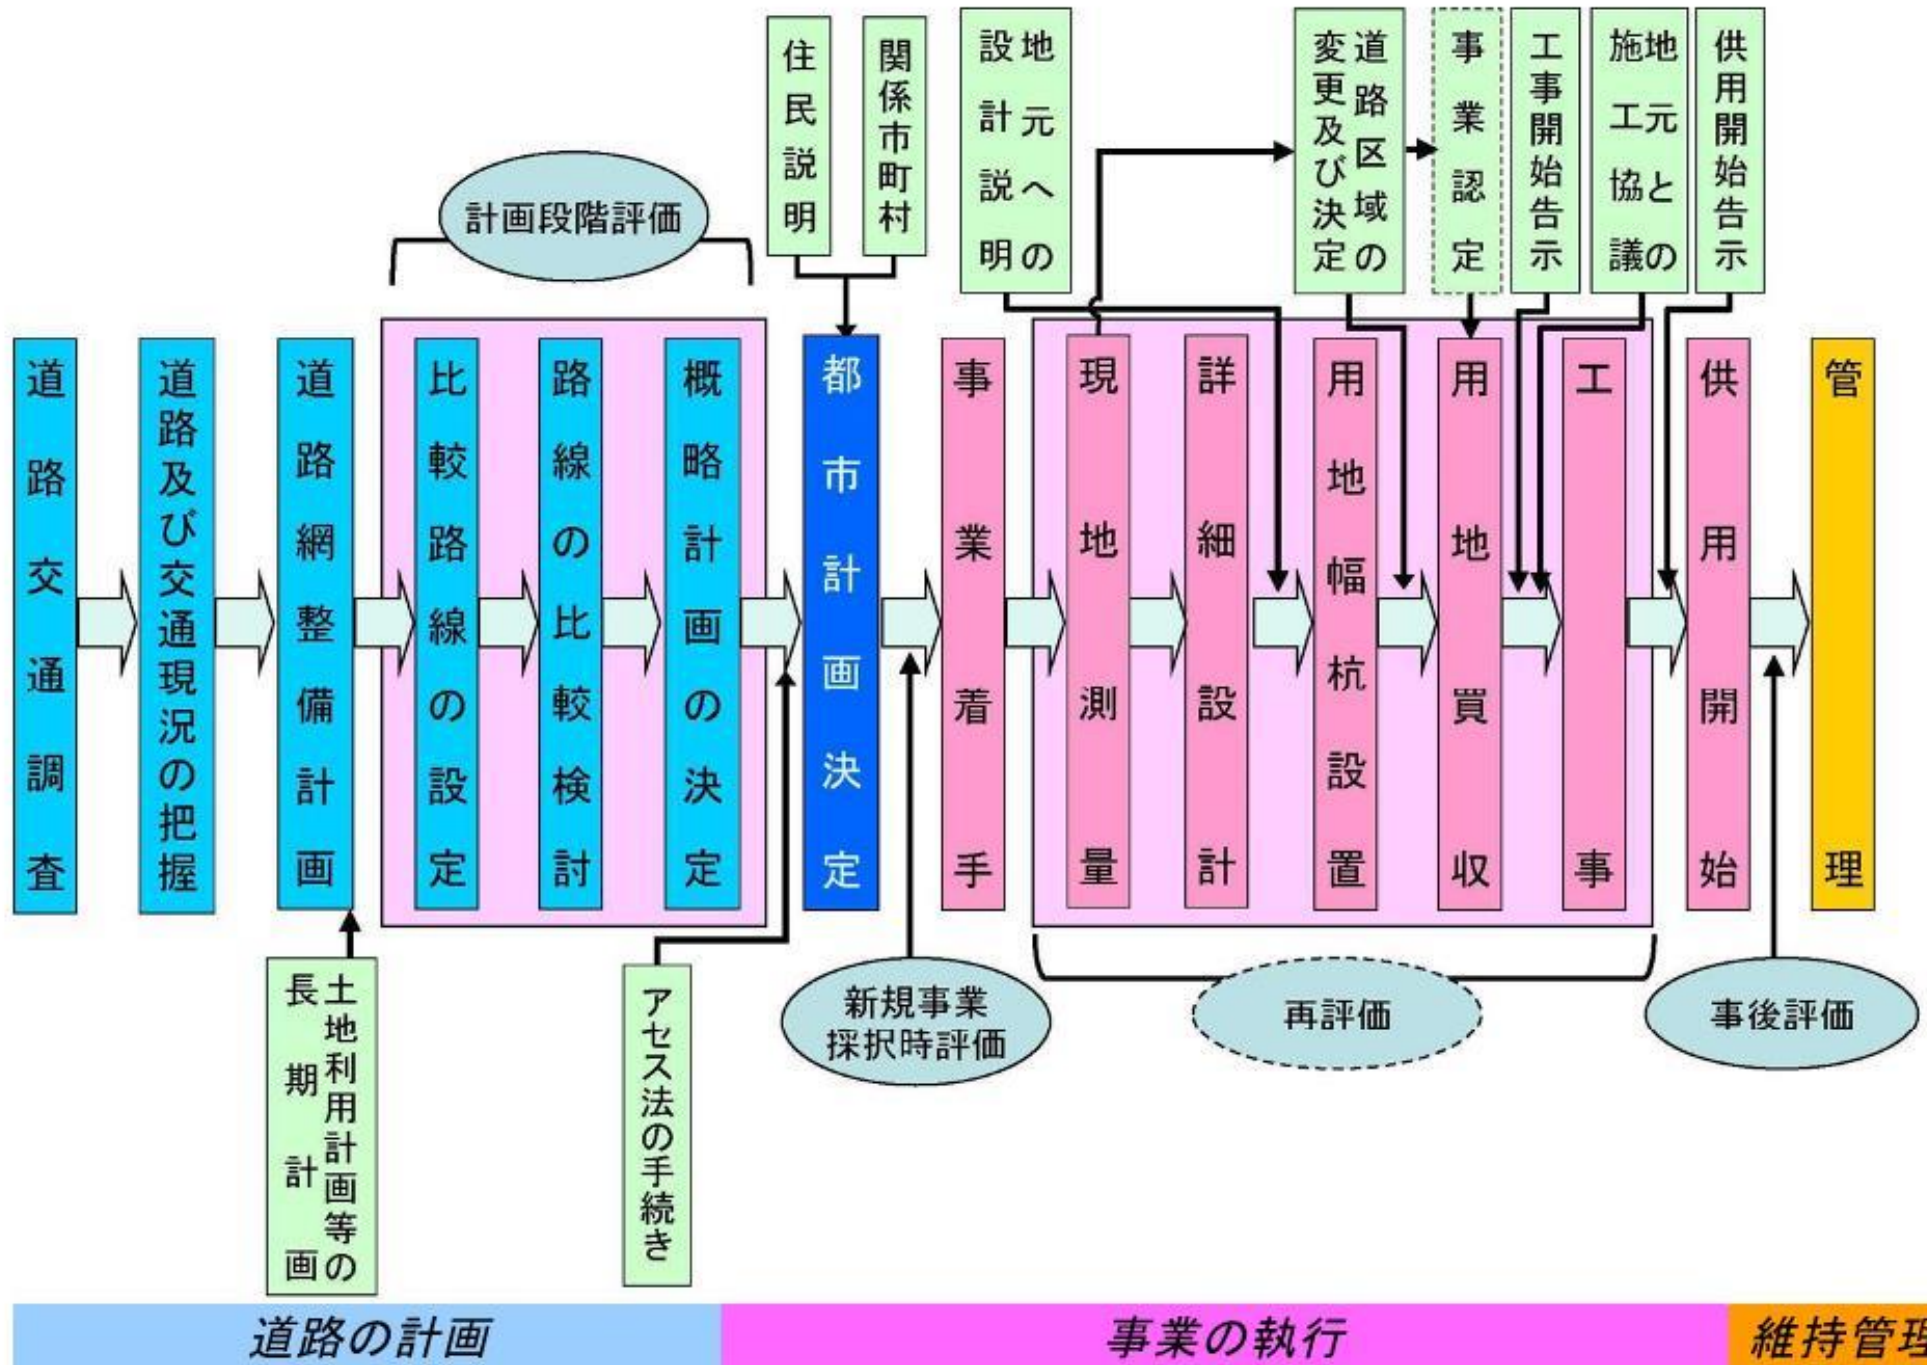 住民説明
関係市町村
地元への
設計説明
道路区域の
変更及び決定
事業認定
工事開始告示
地元との
施工協議
供用開始告示
計画段階評価
道路交通調査
道路及び交通現況の把握
道路網整備計画
比較路線の設定
路線の比較検討
概略計画の決定
都市計画決定
事業着手
現地測量
詳細設計
用地幅杭設置
用地買収
工事
供用開始
管理
土地利用計画等の
長期計画
アセス法の手続き
新規事業
採択時評価
再評価
事後評価
道路の計画
事業の執行
維持管理